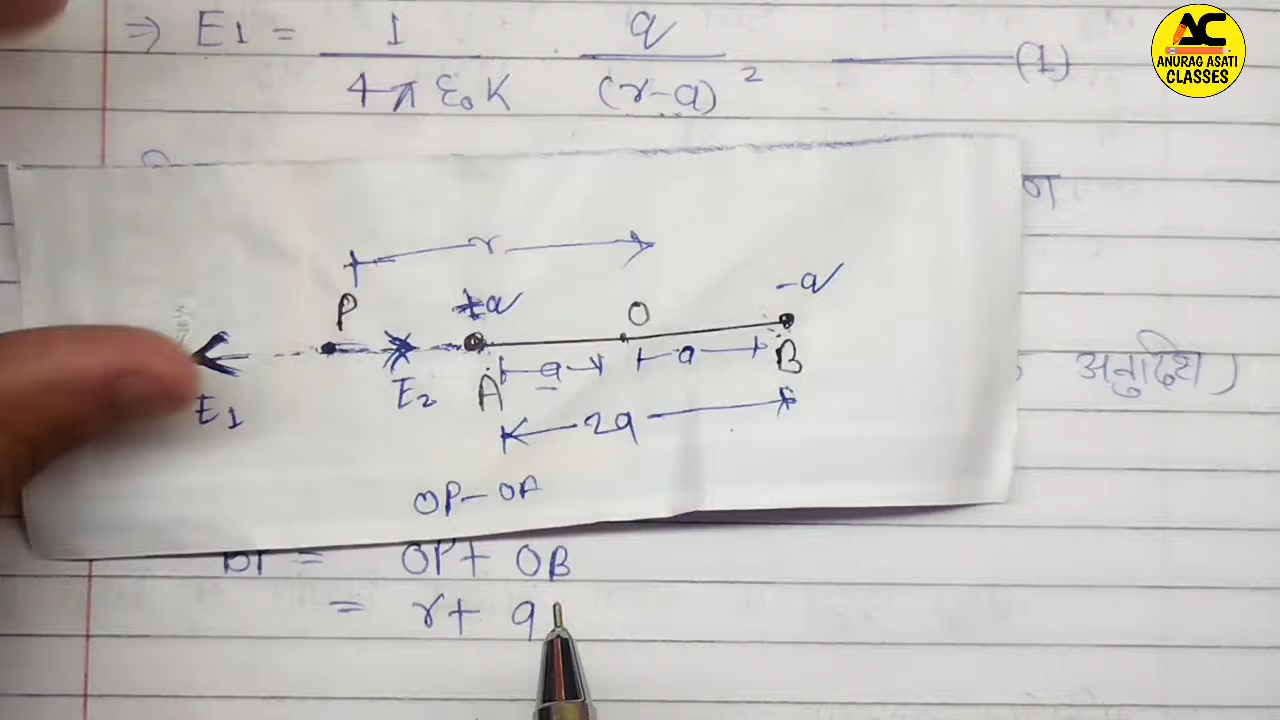 ⇒ E1 = 1 / 4πε₀K q / (r-a)² ——— (1)
AC
ANURAG ASATI
CLASSES
r
P
+q
O
-q
E1
E2
A
a
a
B
2a
अनुदिश)
OP - OA
BP = OP + OB
= r + a